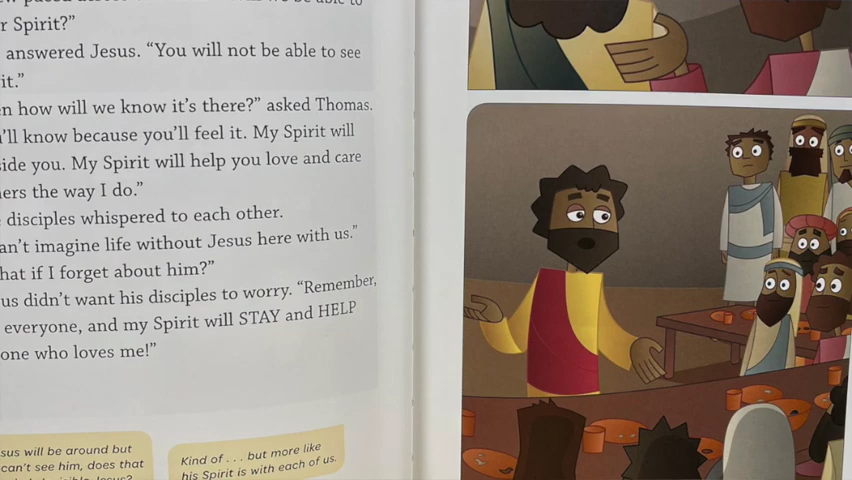 r Spirit?”
answered Jesus. “You will not be able to see
it.”
en how will we know it’s there?” asked Thomas.
’ll know because you’ll feel it. My Spirit will
side you. My Spirit will help you love and care
hers the way I do.”
disciples whispered to each other.
an’t imagine life without Jesus here with us.”
hat if I forget about him?”
us didn’t want his disciples to worry. “Remember,
everyone, and my Spirit will STAY and HELP
one who loves me!”
sus will be around but
can’t see him, does that
Kind of . . . but more like
his Spirit is with each of us.